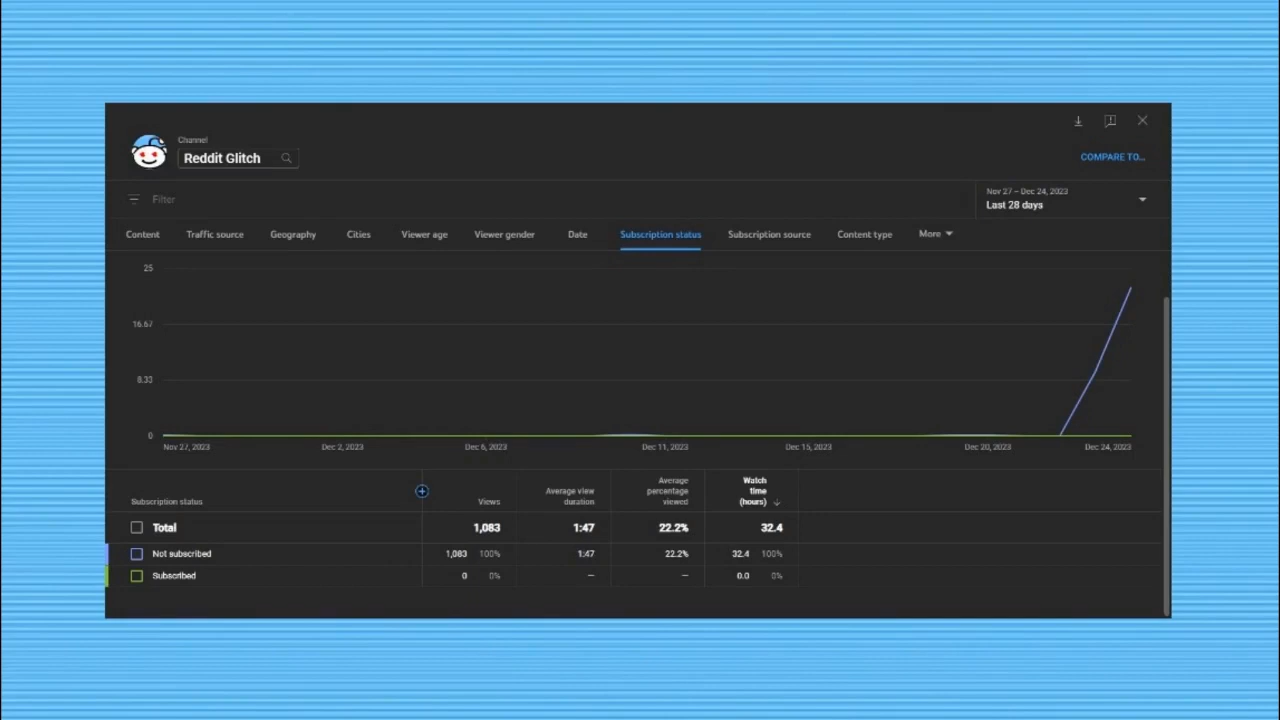 Channel
Reddit Glitch
COMPARE TO...
Filter
Nov 27 – Dec 24, 2023
Last 28 days
Content Traffic source Geography Cities Viewer age Viewer gender Date Subscription status Subscription source Content type More
25
16.67
8.33
0
Nov 27, 2023 Dec 2, 2023 Dec 6, 2023 Dec 11, 2023 Dec 15, 2023 Dec 20, 2023 Dec 24, 2023
Subscription status Views Average view duration Average percentage viewed Watch time (hours)
Total 1,083 1:47 22.2% 32.4
Not subscribed 1,083 100% 1:47 22.2% 32.4 100%
Subscribed 0 0% — — 0.0 0%